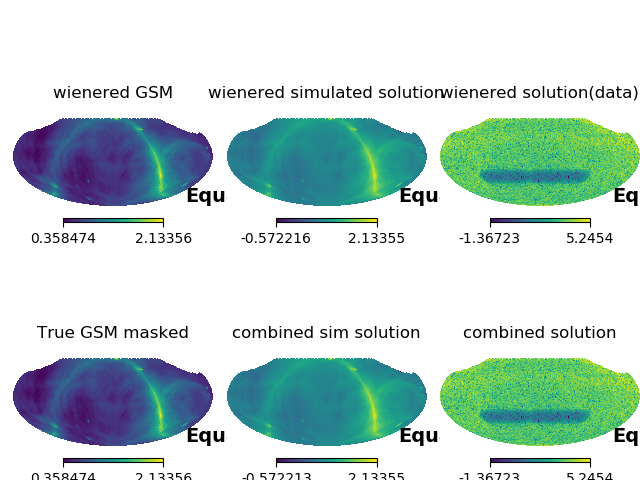 wienered GSM
wienered simulated solution
wienered solution(data)
Equ
Equ
Eq
0.358474 2.13356
-0.572216 2.13355
-1.36723 5.2454
True GSM masked
combined sim solution
combined solution
Equ
Equ
Eq
0.358474 2.13356
-0.572213 2.13355
-1.36723 5.2454